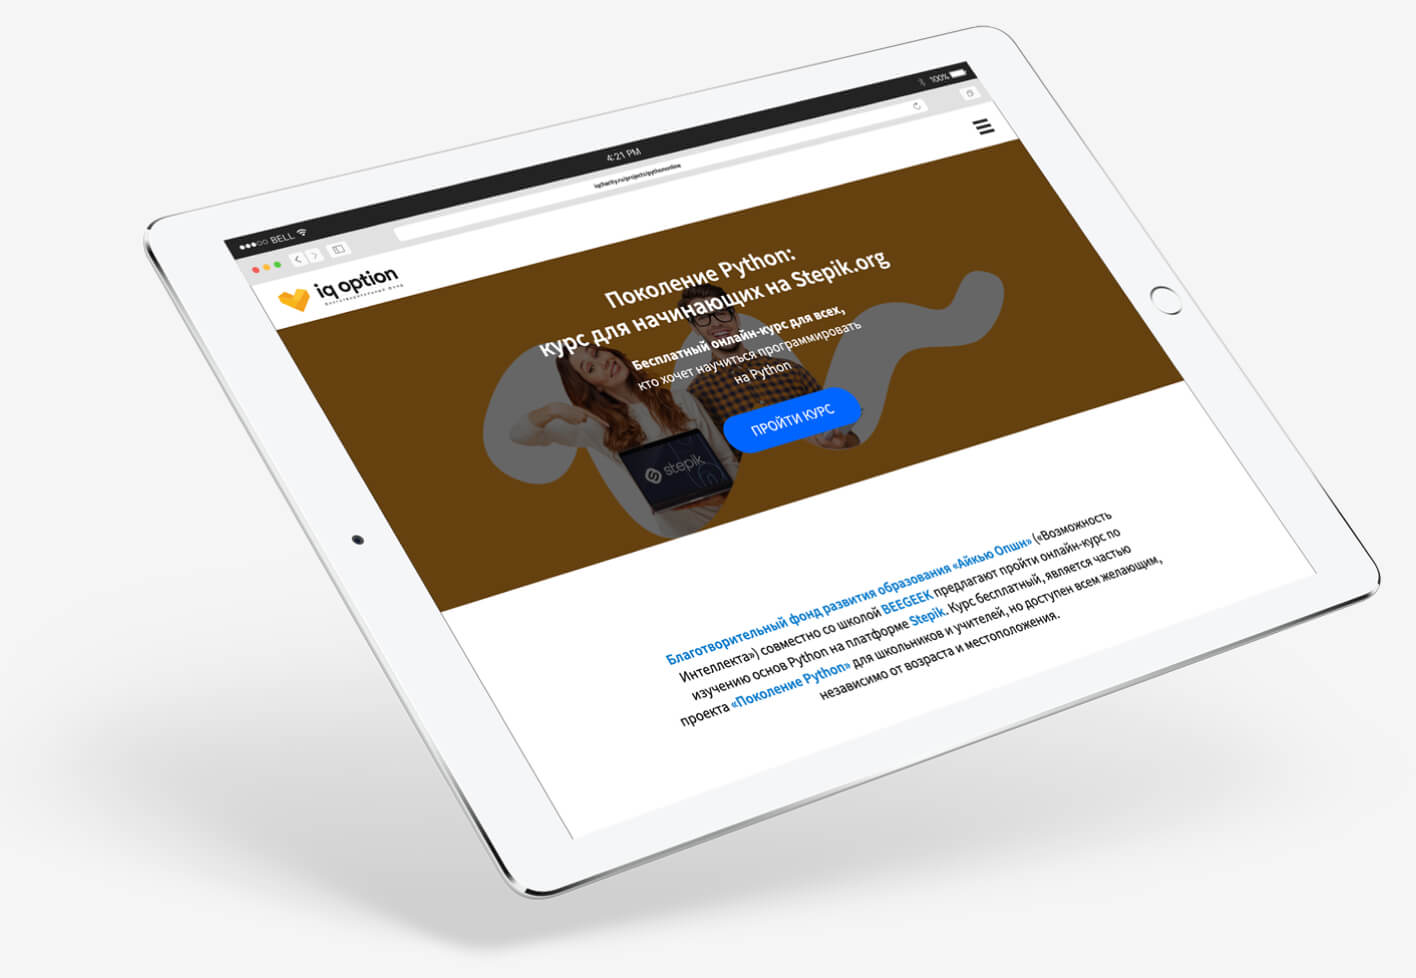 BELL
4:21 PM
100%
iqcharity.ru/projects/pythononline
iq option
благотворительный фонд
Поколение Python:
курс для начинающих на Stepik.org
Бесплатный онлайн-курс для всех,
кто хочет научиться программировать
на Python
ПРОЙТИ КУРС
stepik
Благотворительный фонд развития образования «Айкью Опшн» («Возможность
Интеллекта») совместно со школой BEEGEEK предлагают пройти онлайн-курс по
изучению основ Python на платформе Stepik. Курс бесплатный, является частью
проекта «Поколение Python» для школьников и учителей, но доступен всем желающим,
независимо от возраста и местоположения.